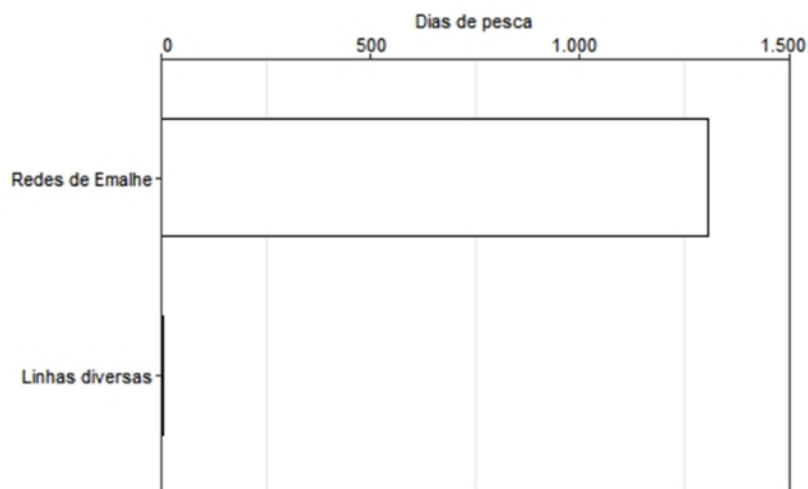 Dias de pesca
0 500 1.000 1.500
Redes de Emalhe
Linhas diversas